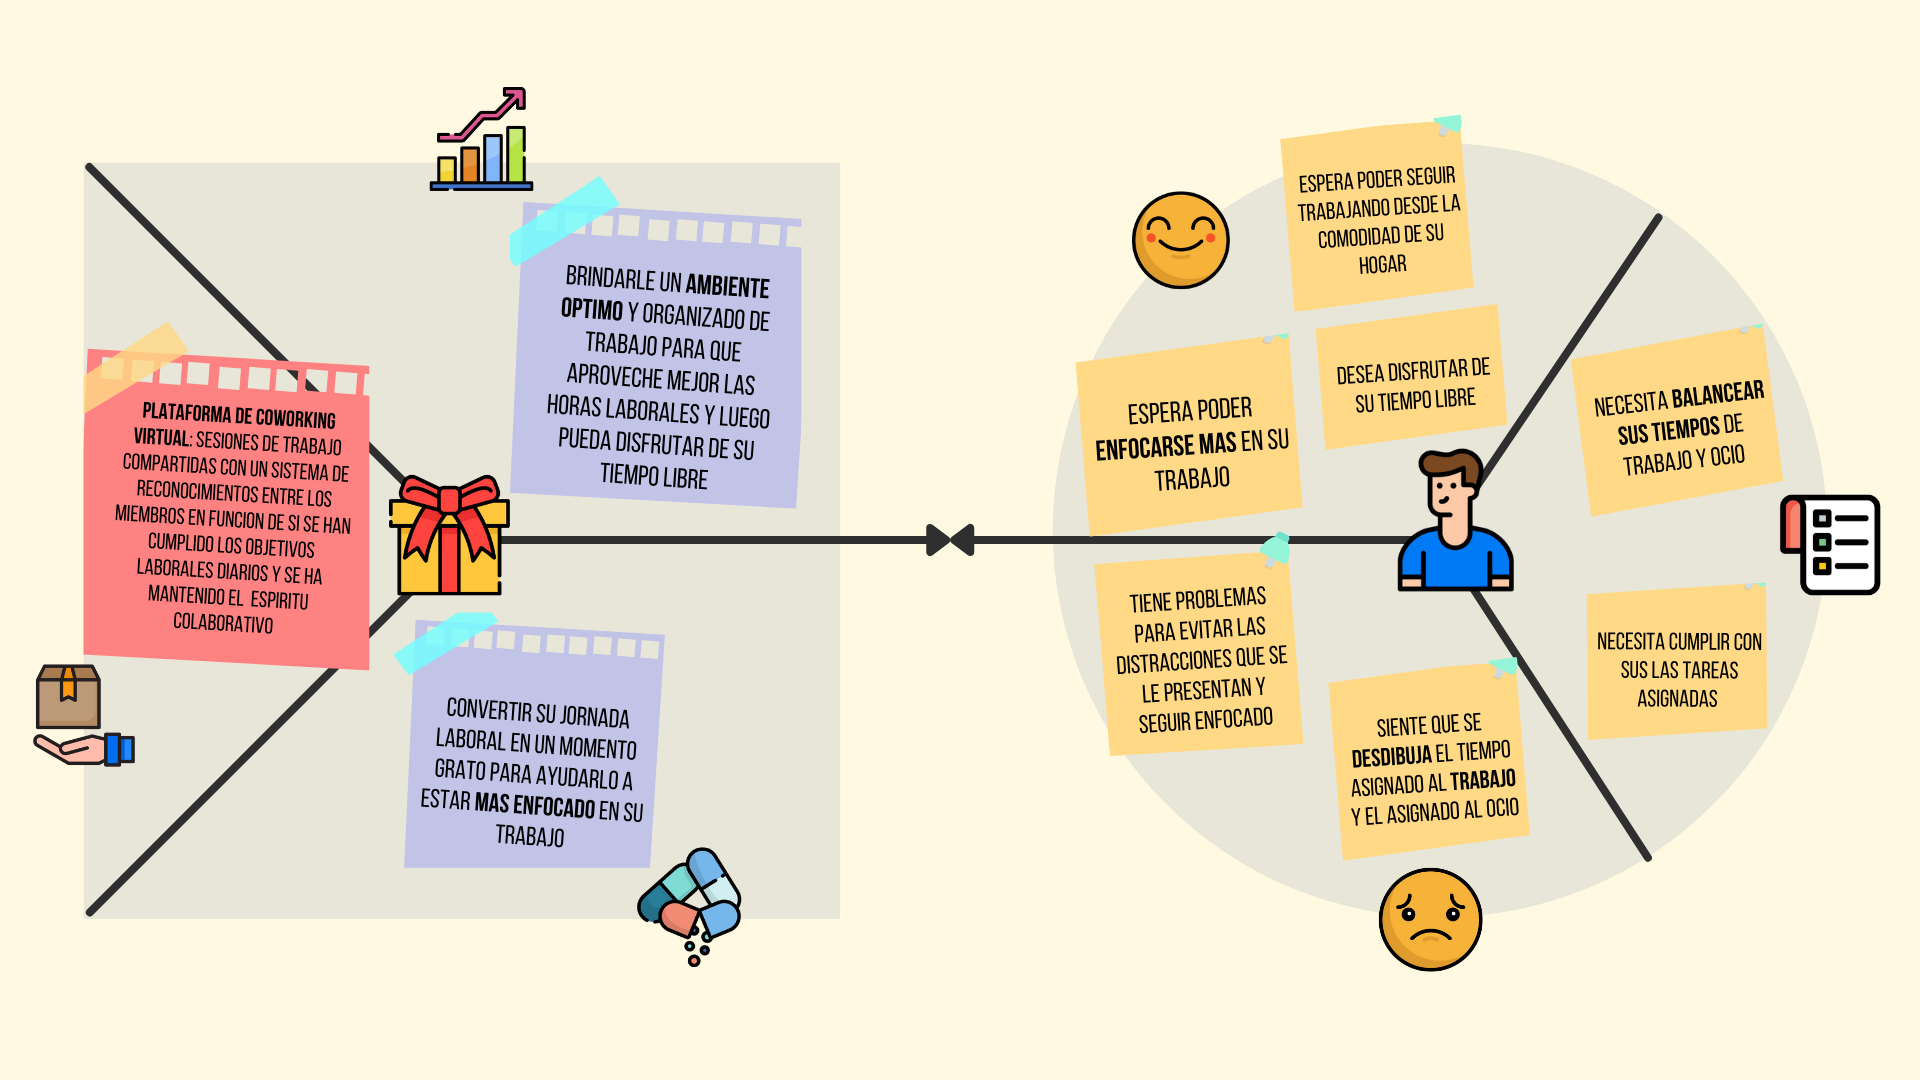 PLATAFORMA DE COWORKING
VIRTUAL: SESIONES DE TRABAJO
COMPARTIDAS CON UN SISTEMA DE
RECONOCIMIENTOS ENTRE LOS
MIEMBROS EN FUNCION DE SI SE HAN
CUMPLIDO LOS OBJETIVOS
LABORALES DIARIOS Y SE HA
MANTENIDO EL ESPIRITU
COLABORATIVO
BRINDARLE UN AMBIENTE
OPTIMO Y ORGANIZADO DE
TRABAJO PARA QUE
APROVECHE MEJOR LAS
HORAS LABORALES Y LUEGO
PUEDA DISFRUTAR DE SU
TIEMPO LIBRE
CONVERTIR SU JORNADA
LABORAL EN UN MOMENTO
GRATO PARA AYUDARLO A
ESTAR MAS ENFOCADO EN SU
TRABAJO
ESPERA PODER SEGUIR
TRABAJANDO DESDE LA
COMODIDAD DE SU
HOGAR
ESPERA PODER
ENFOCARSE MAS EN SU
TRABAJO
DESEA DISFRUTAR DE
SU TIEMPO LIBRE
TIENE PROBLEMAS
PARA EVITAR LAS
DISTRACCIONES QUE SE
LE PRESENTAN Y
SEGUIR ENFOCADO
SIENTE QUE SE
DESDIBUJA EL TIEMPO
ASIGNADO AL TRABAJO
Y EL ASIGNADO AL OCIO
NECESITA BALANCEAR
SUS TIEMPOS DE
TRABAJO Y OCIO
NECESITA CUMPLIR CON
SUS LAS TAREAS
ASIGNADAS